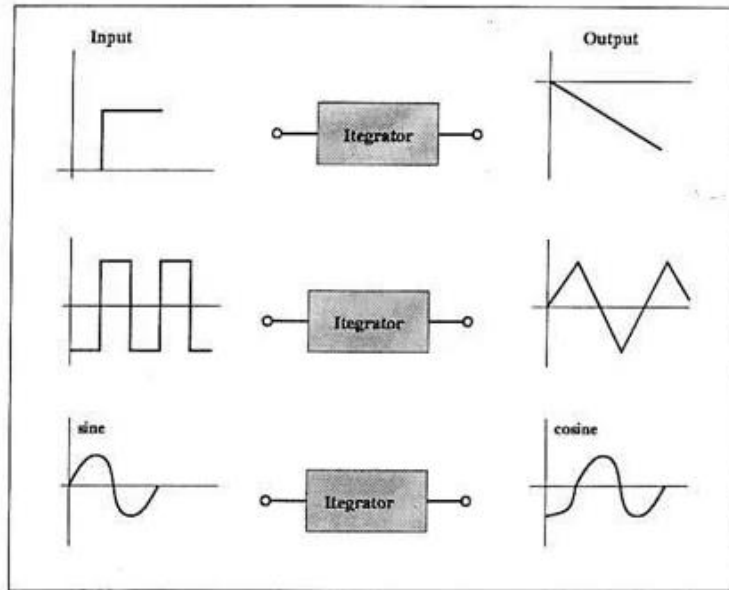 Input
Output
Itegrator
Itegrator
sine
cosine
Itegrator